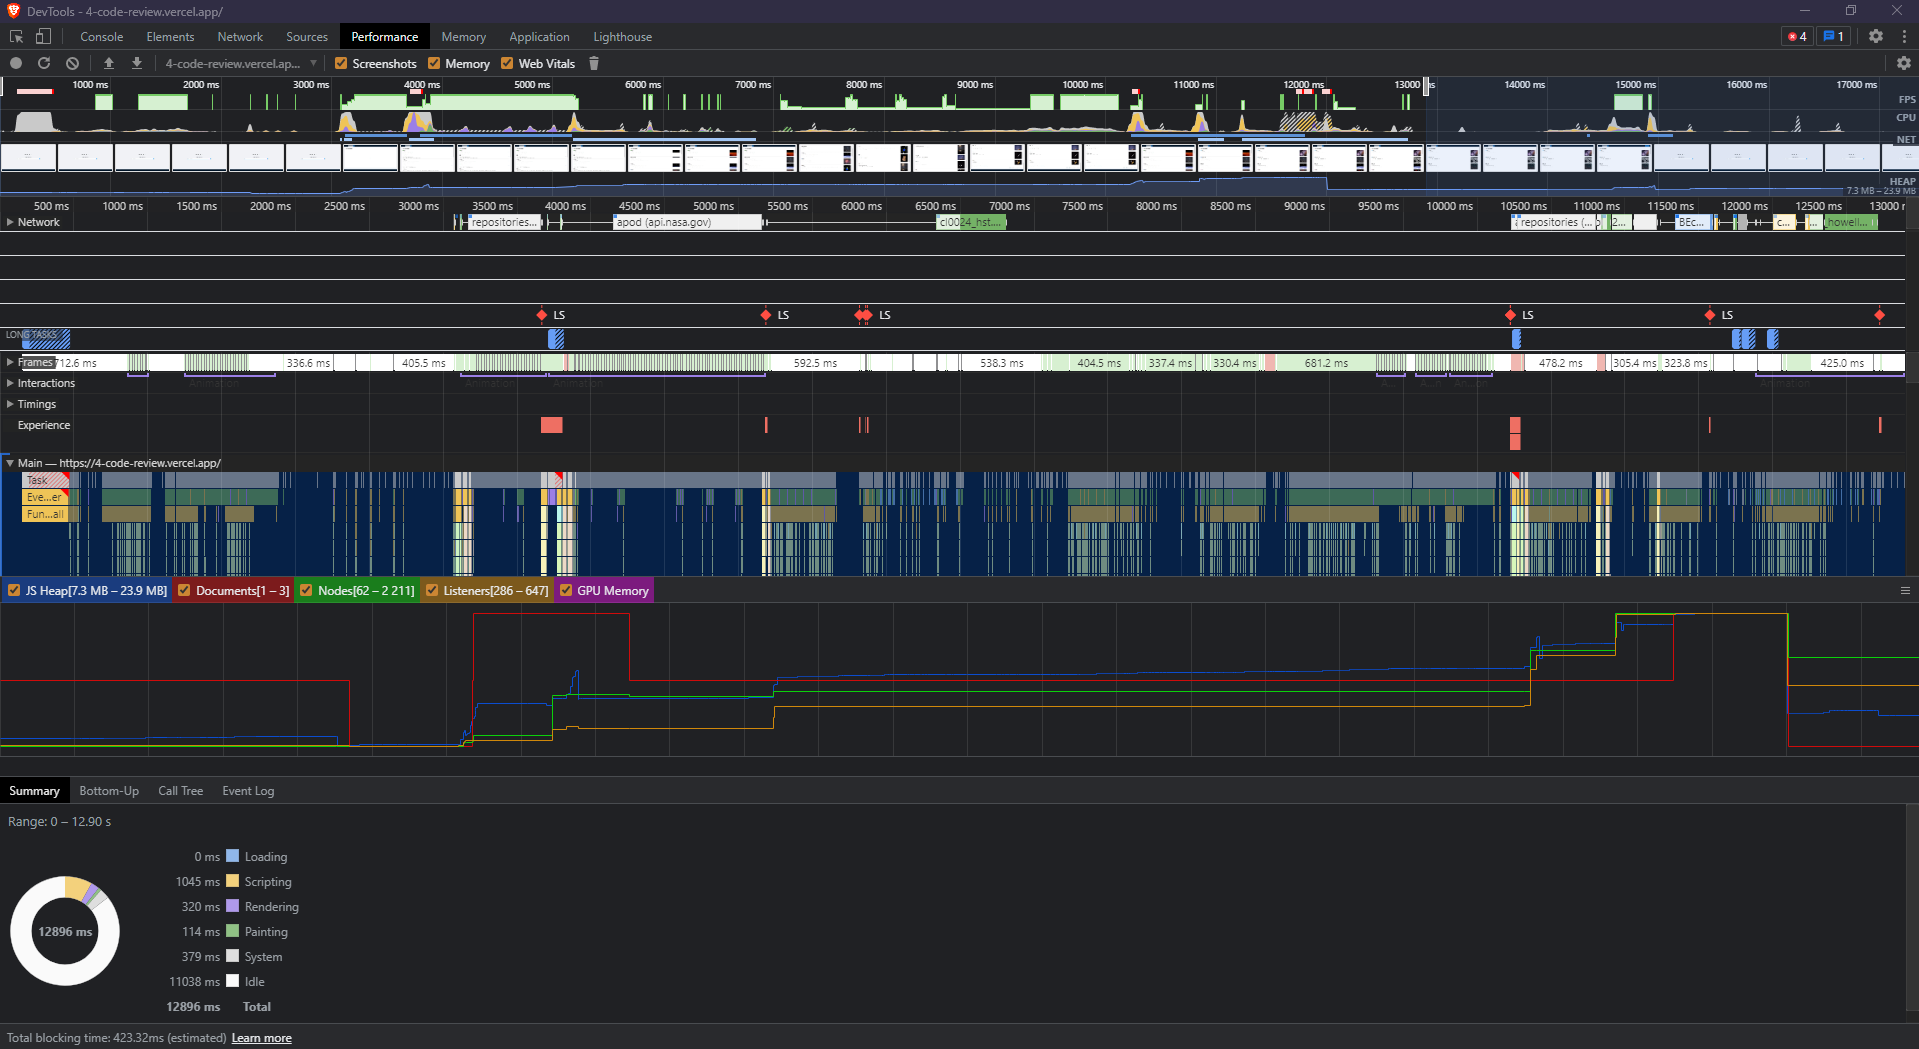 DevTools - 4-code-review.vercel.app/
Console Elements Network Sources Performance Memory Application Lighthouse 4 1
4-code-review.vercel.ap... Screenshots Memory Web Vitals
1000 ms 2000 ms 3000 ms 4000 ms 5000 ms 6000 ms 7000 ms 8000 ms 9000 ms 10000 ms 11000 ms 12000 ms 13000 ms 14000 ms 15000 ms 16000 ms 17000 ms
FPS
CPU
NET
HEAP
7.3 MB – 23.9 MB
500 ms 1000 ms 1500 ms 2000 ms 2500 ms 3000 ms 3500 ms 4000 ms 4500 ms 5000 ms 5500 ms 6000 ms 6500 ms 7000 ms 7500 ms 8000 ms 8500 ms 9000 ms 9500 ms 10000 ms 10500 ms 11000 ms 11500 ms 12000 ms 12500 ms 13000 r
Network repositories... apod (api.nasa.gov) cl0024_hst.... repositories (... 2... BEc... c... ... howell...
LS LS LS LS LS
LONG TASKS
Frames 712.6 ms 336.6 ms 405.5 ms 592.5 ms 538.3 ms 404.5 ms 337.4 ms 330.4 ms 681.2 ms 478.2 ms 305.4 ms 323.8 ms 425.0 ms
Interactions Animation Animation Animation A... A...n An...on Animation
Timings
Experience
Main — https://4-code-review.vercel.app/
Task
Eve...er
Fun...all
JS Heap[7.3 MB – 23.9 MB] Documents[1 – 3] Nodes[62 – 2 211] Listeners[286 – 647] GPU Memory
Summary Bottom-Up Call Tree Event Log
Range: 0 – 12.90 s
0 ms Loading
1045 ms Scripting
320 ms Rendering
12896 ms
114 ms Painting
379 ms System
11038 ms Idle
12896 ms Total
Total blocking time: 423.32ms (estimated) Learn more